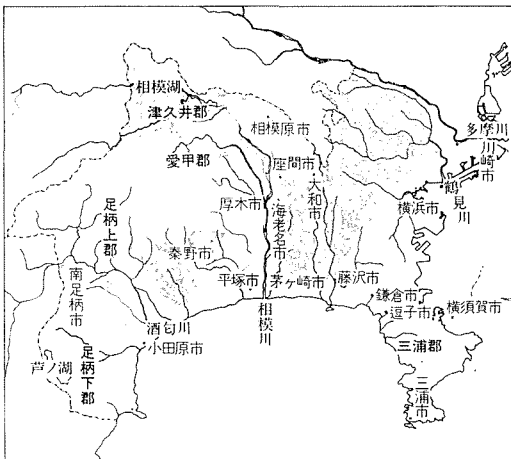 相模湖
津久井郡
相模原市
多摩川
川崎市
愛甲郡
座間市
大和市
鶴見川
横浜市
厚木市
海老名市
足柄上郡
秦野市
南足柄市
平塚市
茅ヶ崎市
藤沢市
鎌倉市
逗子市
横須賀市
酒匂川
相模川
小田原市
三浦郡
芦ノ湖
足柄下郡
三浦市